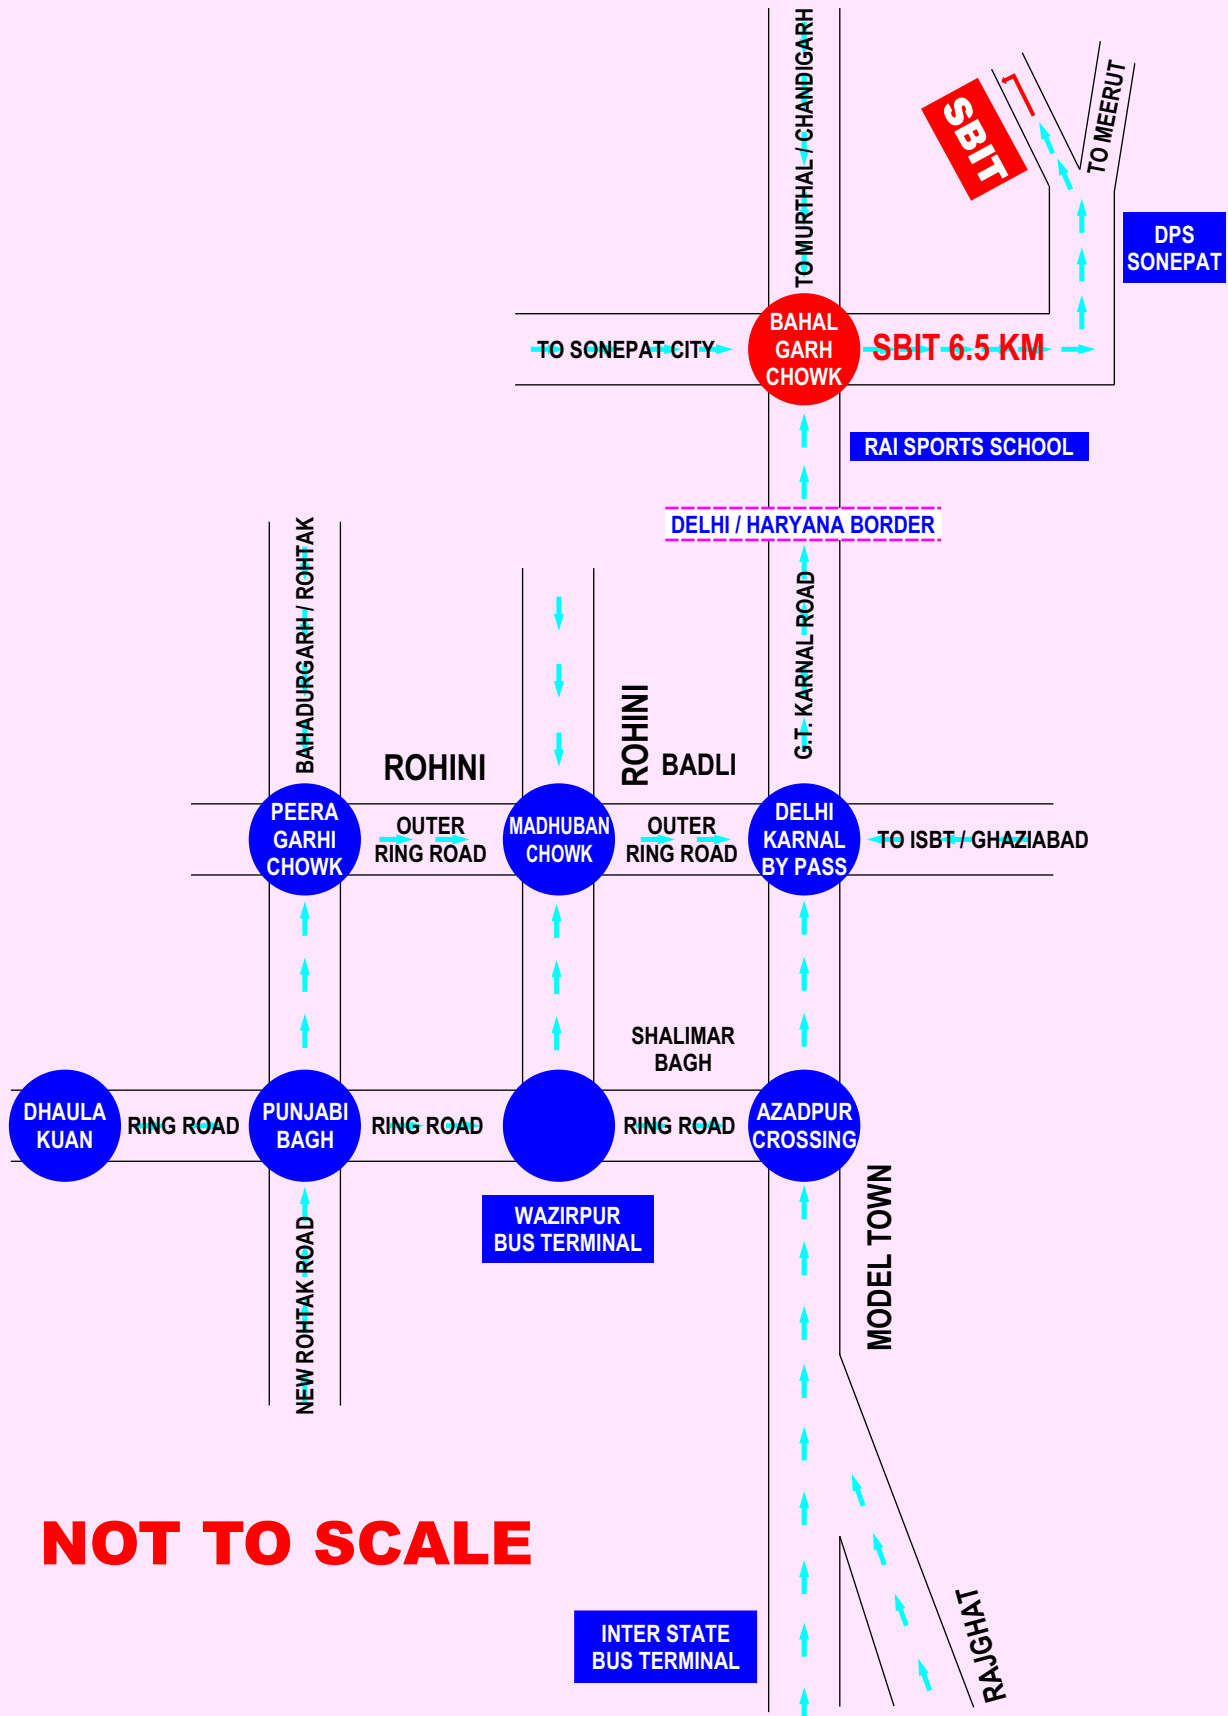 TO MURTHAL / CHANDIGARH
SBIT
TO MEERUT
DPS
SONEPAT
TO SONEPAT CITY
BAHAL
GARH
CHOWK
SBIT 6.5 KM
RAI SPORTS SCHOOL
DELHI / HARYANA BORDER
BAHADURGARH / ROHTAK
G.T. KARNAL ROAD
ROHINI
ROHINI
BADLI
PEERA
GARHI
CHOWK
OUTER
RING ROAD
MADHUBAN
CHOWK
OUTER
RING ROAD
DELHI
KARNAL
BY PASS
TO ISBT / GHAZIABAD
SHALIMAR
BAGH
DHAULA
KUAN
RING ROAD
PUNJABI
BAGH
RING ROAD
RING ROAD
AZADPUR
CROSSING
WAZIRPUR
BUS TERMINAL
NEW ROHTAK ROAD
MODEL TOWN
NOT TO SCALE
INTER STATE
BUS TERMINAL
RAJGHAT